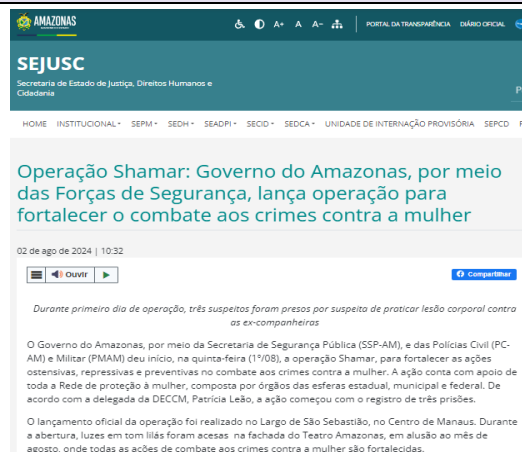 AMAZONAS
A+ A A- PORTAL DA TRANSPARÊNCIA DIÁRIO OFICIAL
SEJUSC
Secretaria de Estado de Justiça, Direitos Humanos e
Cidadania
HOME INSTITUCIONAL SEPM SEDH SEADPI SECID SEDCA UNIDADE DE INTERNAÇÃO PROVISÓRIA SEPCD
Operação Shamar: Governo do Amazonas, por meio
das Forças de Segurança, lança operação para
fortalecer o combate aos crimes contra a mulher
02 de ago de 2024 | 10:32
Ouvir
Compartilhar
Durante primeiro dia de operação, três suspeitos foram presos por suspeita de praticar lesão corporal contra
as ex-companheiras
O Governo do Amazonas, por meio da Secretaria de Segurança Pública (SSP-AM), e das Polícias Civil (PC-
AM) e Militar (PMAM) deu início, na quinta-feira (1º/08), a operação Shamar, para fortalecer as ações
ostensivas, repressivas e preventivas no combate aos crimes contra a mulher. A ação conta com apoio de
toda a Rede de proteção à mulher, composta por órgãos das esferas estadual, municipal e federal. De
acordo com a delegada da DECCM, Patrícia Leão, a ação começou com o registro de três prisões.
O lançamento oficial da operação foi realizado no Largo de São Sebastião, no Centro de Manaus. Durante
a abertura, luzes em tom lilás foram acesas na fachada do Teatro Amazonas, em alusão ao mês de
agosto, onde todas as ações de combate aos crimes contra a mulher são fortalecidas.